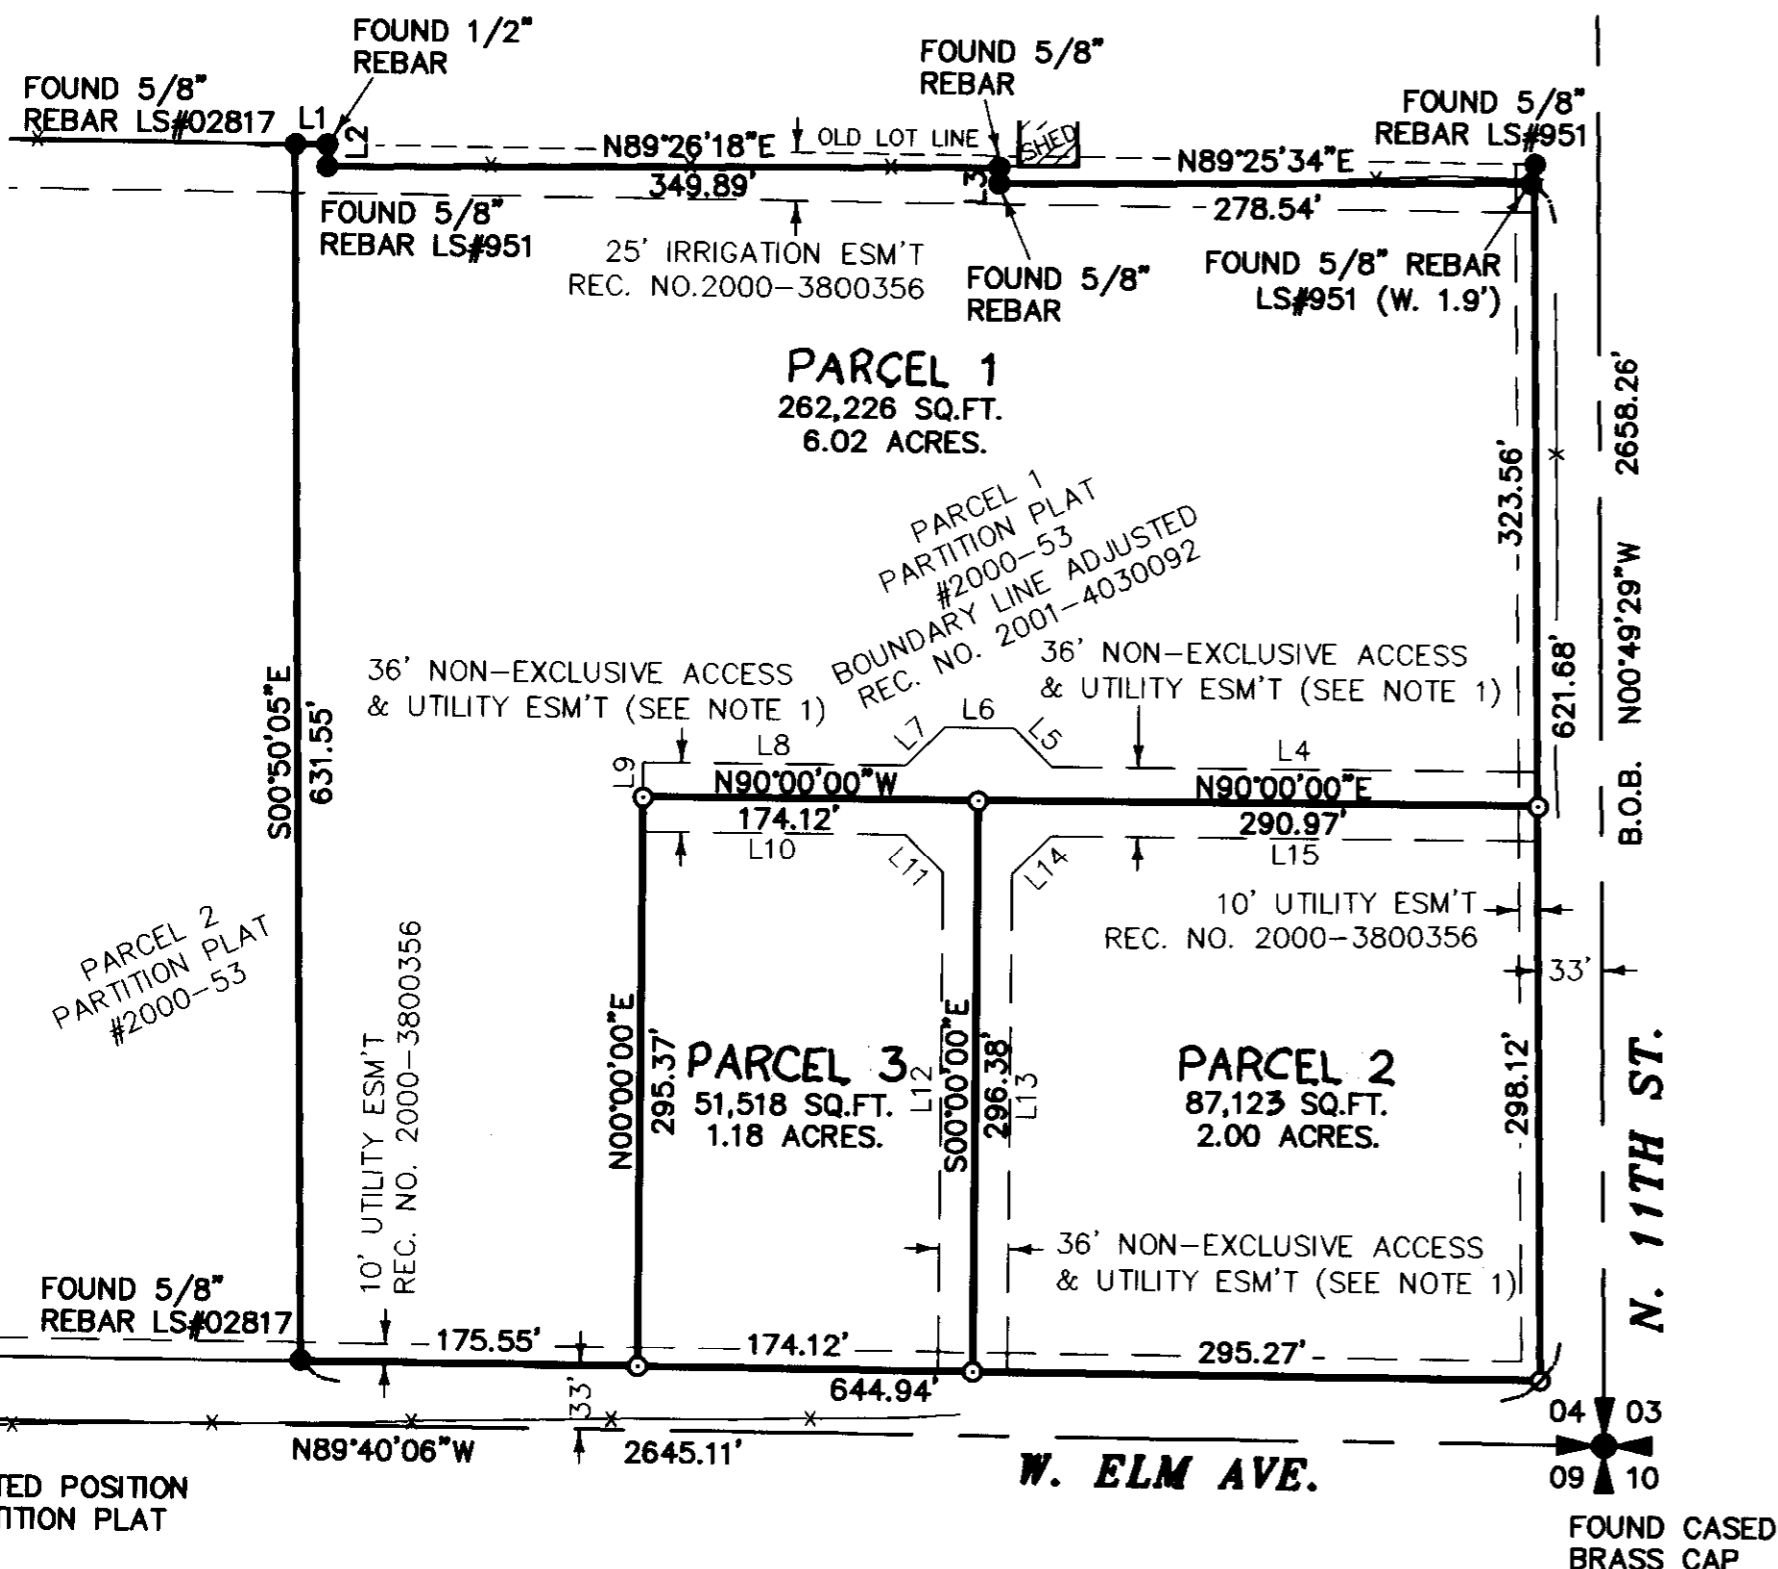 FOUND 1/2"
REBAR
FOUND 5/8"
REBAR LS#02817
L1
L2
FOUND 5/8"
REBAR
FOUND 5/8"
REBAR LS#951
SHED
OLD LOT LINE
N89°26'18"E
349.89'
L3
N89°25'34"E
278.54'
FOUND 5/8"
REBAR LS#951
25' IRRIGATION ESM'T
REC. NO.2000-3800356
FOUND 5/8"
REBAR
FOUND 5/8" REBAR
LS#951 (W. 1.9')
PARCEL 1
262,226 SQ.FT.
6.02 ACRES.
PARCEL 1
PARTITION PLAT
#2000-53
BOUNDARY LINE ADJUSTED
REC. NO. 2001-4030092
323.56'
621.68'
2658.26'
N00°49'29"W
B.O.B.
S00°50'05"E
631.55'
36' NON-EXCLUSIVE ACCESS
& UTILITY ESM'T (SEE NOTE 1)
36' NON-EXCLUSIVE ACCESS
& UTILITY ESM'T (SEE NOTE 1)
L9
L8
L7
L6
L5
L4
N90°00'00"W
174.12'
N90°00'00"E
290.97'
L10
L11
L14
L15
10' UTILITY ESM'T
REC. NO. 2000-3800356
33'
PARCEL 2
PARTITION PLAT
#2000-53
10' UTILITY ESM'T
REC. NO. 2000-3800356
N00°00'00"E
295.37'
PARCEL 3
51,518 SQ.FT.
1.18 ACRES.
L12
S00°00'00"E
296.38'
L13
PARCEL 2
87,123 SQ.FT.
2.00 ACRES.
298.12'
N. 11TH ST.
36' NON-EXCLUSIVE ACCESS
& UTILITY ESM'T (SEE NOTE 1)
FOUND 5/8"
REBAR LS#02817
175.55'
174.12'
295.27'
644.94'
33'
N89°40'06"W
2645.11'
W. ELM AVE.
04 03
09 10
TED POSITION
TITION PLAT
FOUND CASED
BRASS CAP